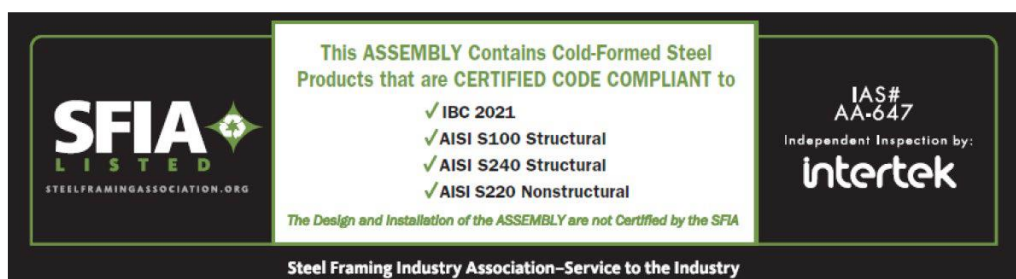 SFIA
LISTED
STEELFRAMINGASSOCIATION.ORG
This ASSEMBLY Contains Cold-Formed Steel
Products that are CERTIFIED CODE COMPLIANT to
✓IBC 2021
✓AISI S100 Structural
✓AISI S240 Structural
✓AISI S220 Nonstructural
The Design and Installation of the ASSEMBLY are not Certified by the SFIA
IAS#
AA-647
Independent Inspection by:
intertek
Steel Framing Industry Association–Service to the Industry